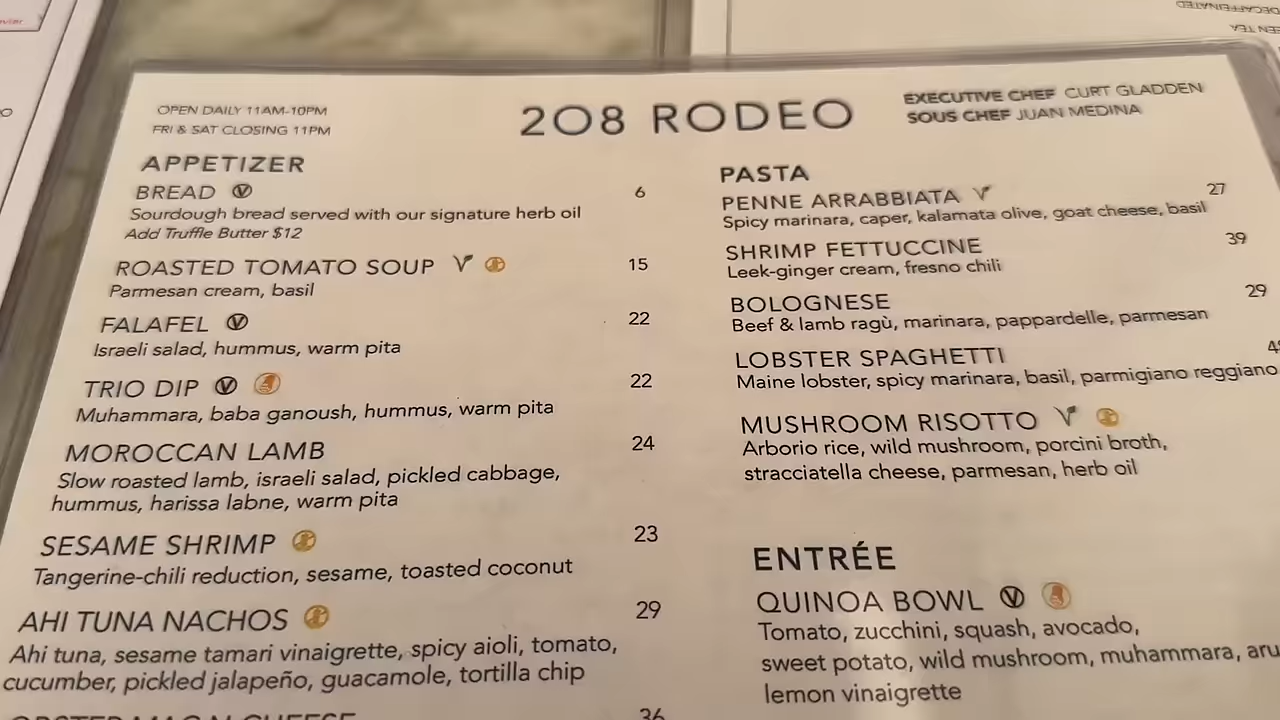 OPEN DAILY 11AM-10PM
FRI & SAT CLOSING 11PM
208 RODEO
EXECUTIVE CHEF CURT GLADDEN
SOUS CHEF JUAN MEDINA
APPETIZER
BREAD V 6
Sourdough bread served with our signature herb oil
Add Truffle Butter $12
ROASTED TOMATO SOUP V 15
Parmesan cream, basil
FALAFEL V 22
Israeli salad, hummus, warm pita
TRIO DIP V 22
Muhammara, baba ganoush, hummus, warm pita
MOROCCAN LAMB 24
Slow roasted lamb, israeli salad, pickled cabbage,
hummus, harissa labne, warm pita
SESAME SHRIMP 23
Tangerine-chili reduction, sesame, toasted coconut
AHI TUNA NACHOS 29
Ahi tuna, sesame tamari vinaigrette, spicy aioli, tomato,
cucumber, pickled jalapeño, guacamole, tortilla chip
36
PASTA
PENNE ARRABBIATA V 27
Spicy marinara, caper, kalamata olive, goat cheese, basil
SHRIMP FETTUCCINE 39
Leek-ginger cream, fresno chili
BOLOGNESE 29
Beef & lamb ragù, marinara, pappardelle, parmesan
LOBSTER SPAGHETTI
Maine lobster, spicy marinara, basil, parmigiano reggiano
MUSHROOM RISOTTO V
Arborio rice, wild mushroom, porcini broth,
stracciatella cheese, parmesan, herb oil
ENTRÉE
QUINOA BOWL V
Tomato, zucchini, squash, avocado,
sweet potato, wild mushroom, muhammara,
lemon vinaigrette
DECAFFEINATED
TEA